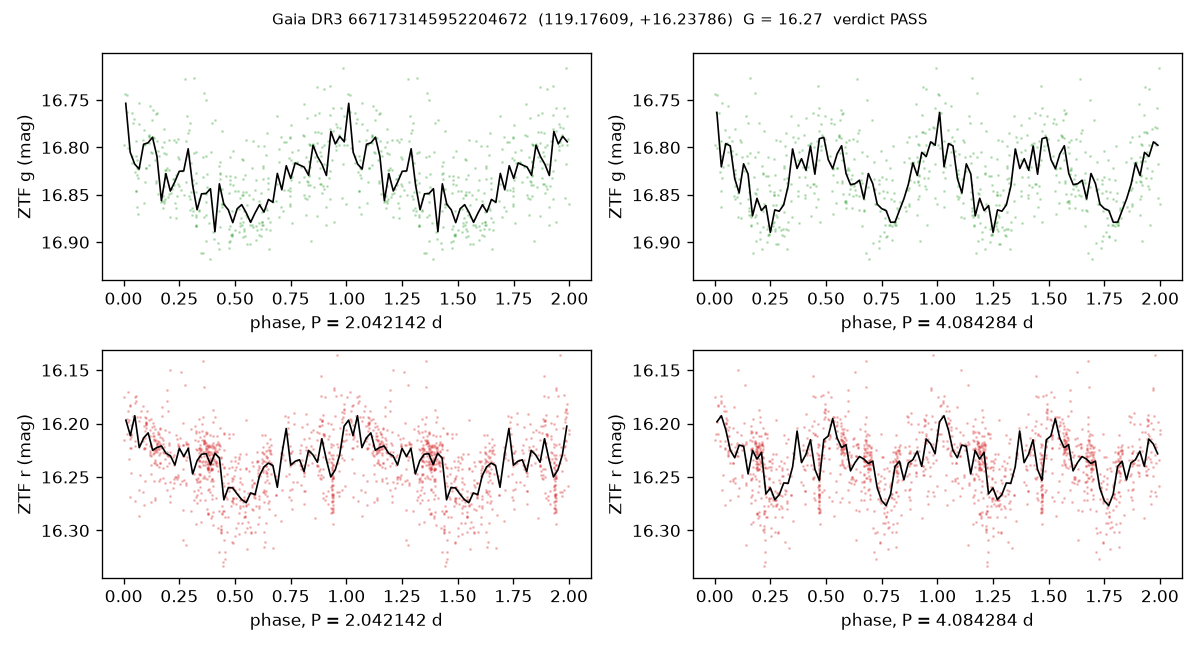 Gaia DR3 667173145952204672  (119.17609, +16.23786)  G = 16.27  verdict PASS
ZTF g (mag)
16.75
16.80
16.85
16.90
0.00 0.25 0.50 0.75 1.00 1.25 1.50 1.75 2.00
phase, P = 2.042142 d
ZTF g (mag)
16.75
16.80
16.85
16.90
0.00 0.25 0.50 0.75 1.00 1.25 1.50 1.75 2.00
phase, P = 4.084284 d
ZTF r (mag)
16.15
16.20
16.25
16.30
0.00 0.25 0.50 0.75 1.00 1.25 1.50 1.75 2.00
phase, P = 2.042142 d
ZTF r (mag)
16.15
16.20
16.25
16.30
0.00 0.25 0.50 0.75 1.00 1.25 1.50 1.75 2.00
phase, P = 4.084284 d